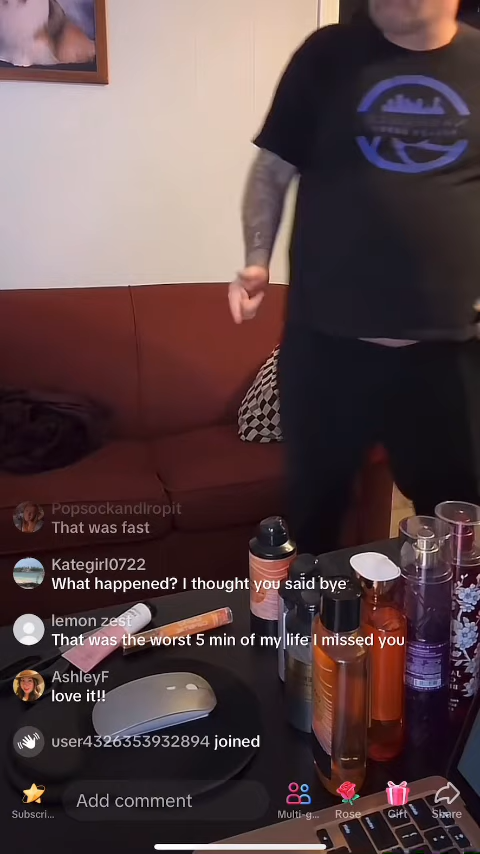 Popsockandlropit
That was fast
Kategirl0722
What happened? I thought you said bye
lemon zest
That was the worst 5 min of my life I missed you
AshleyF
love it!!
user4326353932894 joined
Subscri...
Add comment
Multi-g...
Rose
Gift
Share